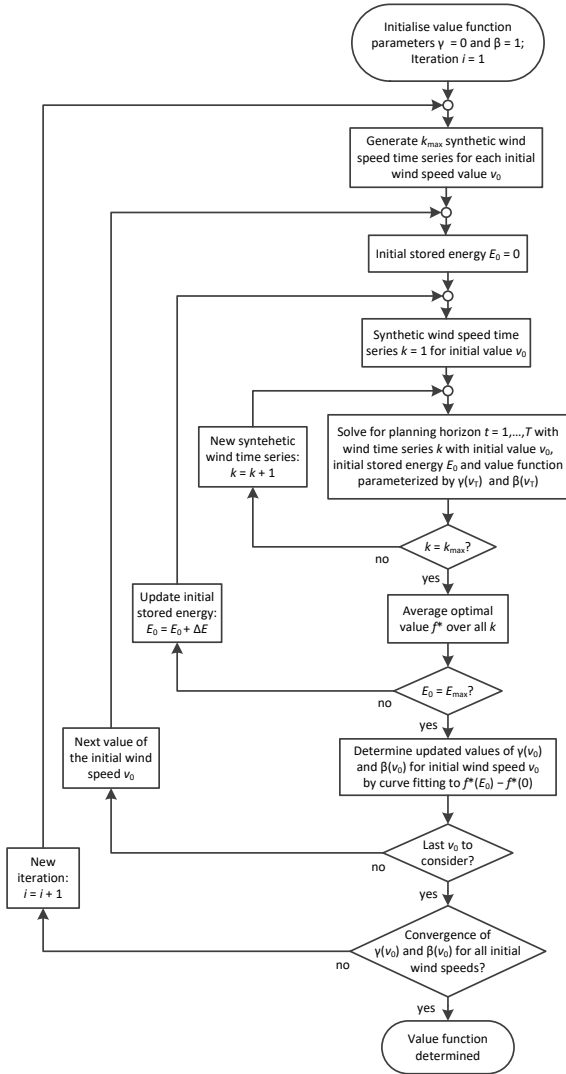 Initialise value function
parameters γ = 0 and β = 1;
Iteration i = 1
Generate kmax synthetic wind
speed time series for each initial
wind speed value v0
Initial stored energy E0 = 0
Synthetic wind speed time
series k = 1 for initial value v0
New syntehetic
wind time series:
k = k + 1
Solve for planning horizon t = 1,...,T with
wind time series k with initial value v0,
initial stored energy E0 and value function
parameterized by γ(vT) and β(vT)
k = kmax?
no
yes
Update initial
stored energy:
E0 = E0 + ΔE
Average optimal
value f* over all k
E0 = Emax?
no
yes
Next value of
the initial wind
speed v0
Determine updated values of γ(v0)
and β(v0) for initial wind speed v0
by curve fitting to f*(E0) − f*(0)
Last v0 to
consider?
no
yes
New
iteration:
i = i + 1
Convergence of
γ(v0) and β(v0) for all initial
wind speeds?
no
yes
Value function
determined